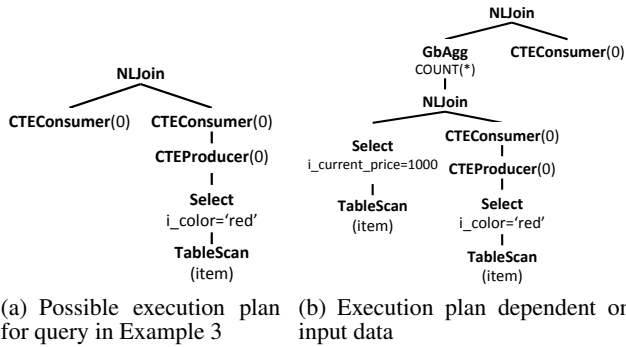 NLJoin
CTEConsumer(0) CTEConsumer(0)
CTEProducer(0)
Select
i_color='red'
TableScan
(item)
(a) Possible execution plan
for query in Example 3
NLJoin
GbAgg CTEConsumer(0)
COUNT(*)
NLJoin
Select CTEConsumer(0)
i_current_price=1000 CTEProducer(0)
TableScan Select
(item) i_color='red'
TableScan
(item)
(b) Execution plan dependent on
input data